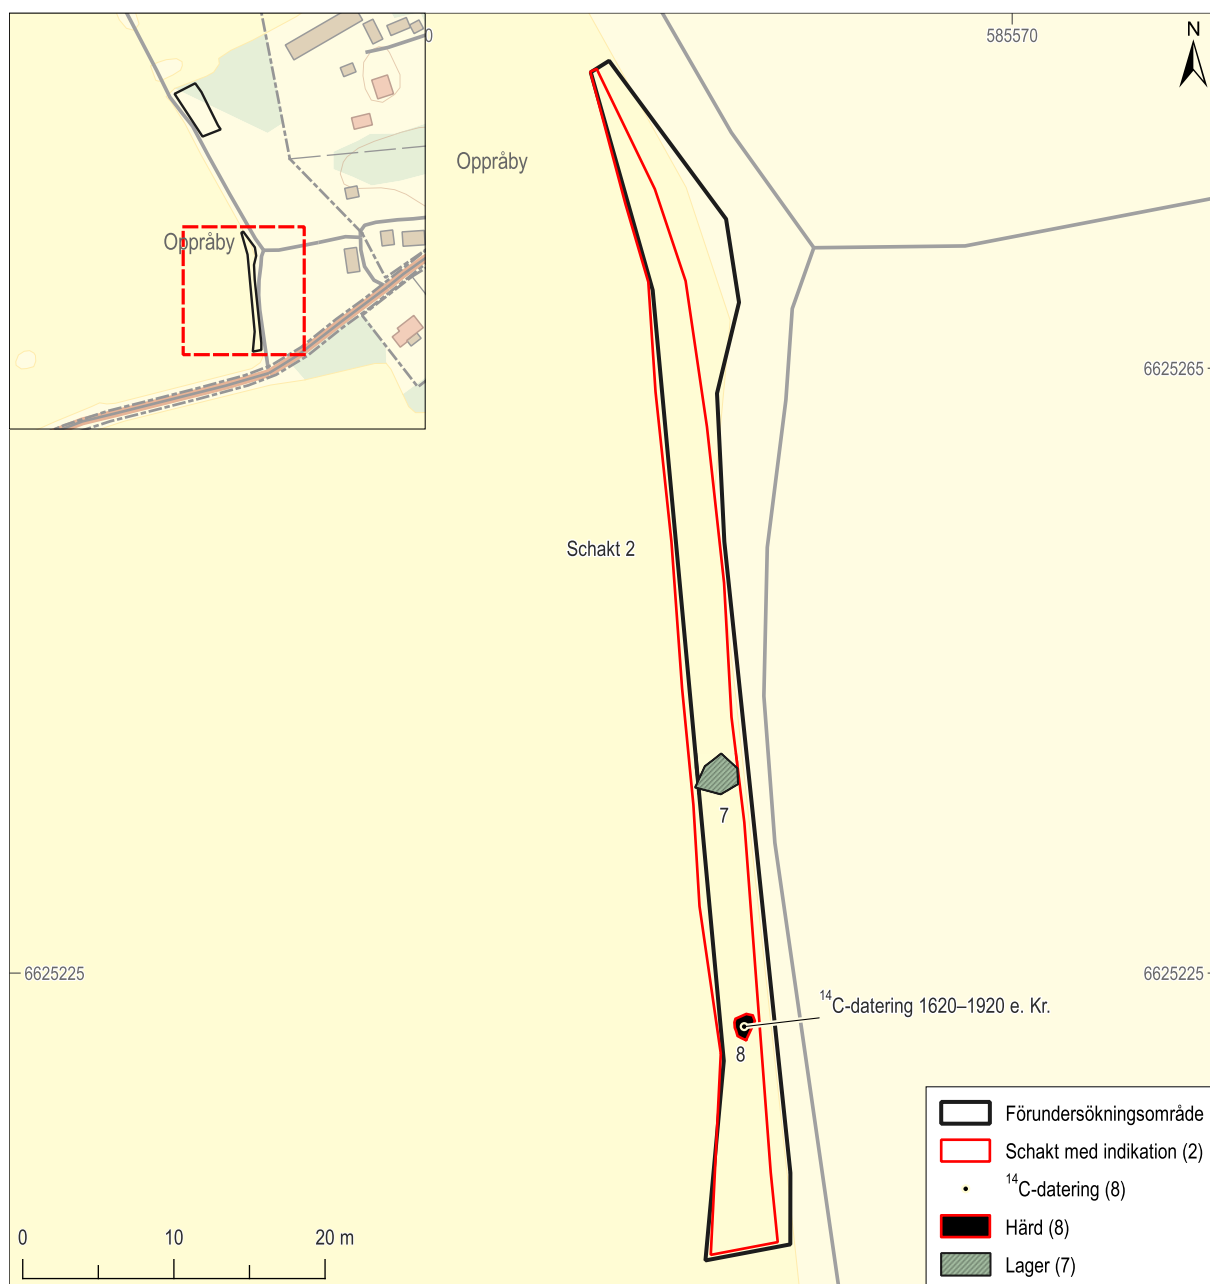 0
585570
N
Oppråby
Oppråby
6625265
Schakt 2
7
6625225
6625225
14C-datering 1620–1920 e. Kr.
8
Förundersökningsområde
Schakt med indikation (2)
14C-datering (8)
Härd (8)
Lager (7)
0 10 20 m